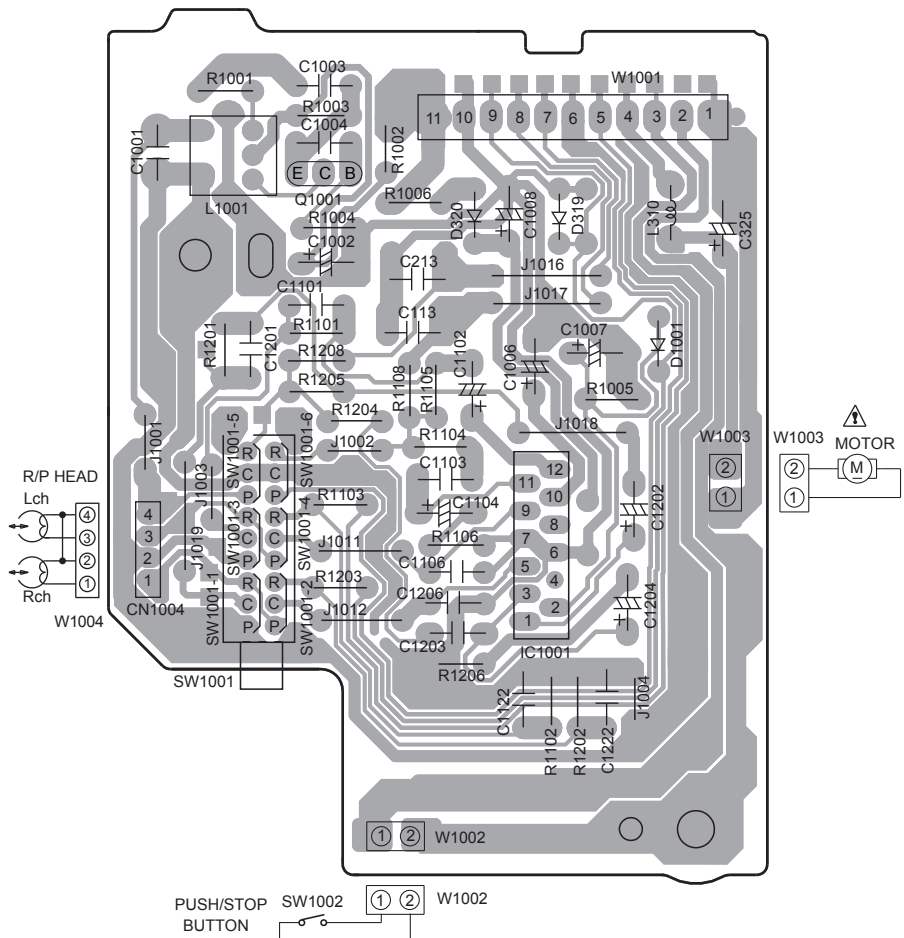 C1003
R1001
W1001
R1003
11 10 9 8 7 6 5 4 3 2 1
C1004
C1001
R1002
E C B
Q1001
R1006
L1001
R1004
D320
C1008
D319
L310
C325
C1002
+
C213
J1016
C1101
J1017
R1101
C113
C1007
R1201
C1201
R1208
C1102
C1006
D1001
R1205
R1108
R1105
R1005
R1204
J1018
SW1001-5
SW1001-6
J1001
J1002
R1104
W1003
W1003
MOTOR
R/P HEAD
Lch
Rch
4
3
2
1
W1004
4
3
2
1
CN1004
J1003
J1019
SW1001-3
SW1001-4
SW1001-1
SW1001-2
R R
C C
P P
R R
C C
P P
R R
C C
P P
SW1001
C1103
R1103
C1104
+
J1011
R1106
C1106
R1203
C1206
J1012
C1203
R1206
12
11
10
9
8
7
6
5
4
3
2
1
IC1001
C1202
+
C1204
+
2
1
2
1
M
C1122
R1102
R1202
C1222
J1004
1 2 W1002
PUSH/STOP
BUTTON
SW1002
1 2 W1002